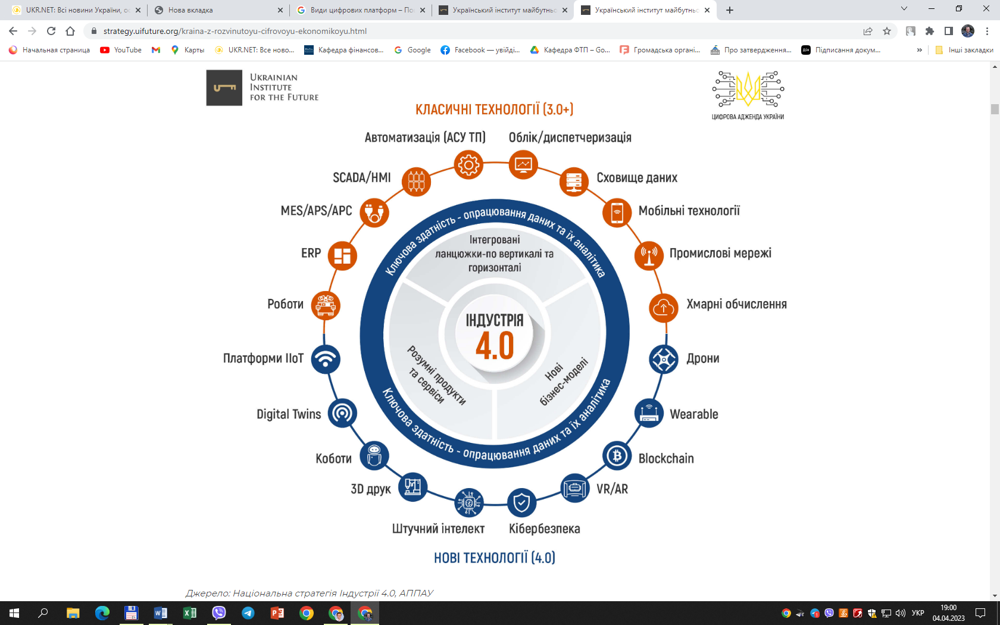 UKR.NET: Всі новини України, ос
Нова вкладка
Види цифрових платформ – По
Український інститут майбутньо
Український інститут майбутньо
strategy.uifuture.org/kraina-z-rozvinutoyu-cifrovoyu-ekonomikoyu.html
Начальная страница
YouTube
Карты
UKR.NET: Все ново...
Кафедра фінансов...
Google
Facebook — увійді...
Кафедра ФТП – Go...
Громадська органі...
Про затвердження...
Підписання докум...
»
Інші закладки
UKRAINIAN
INSTITUTE
FOR THE FUTURE
ЦИФРОВА АДЖЕНДА УКРАЇНИ
КЛАСИЧНІ ТЕХНОЛОГІЇ (3.0+)
Автоматизація (АСУ ТП)
Облік/диспетчеризація
SCADA/HMI
Сховище даних
MES/APS/APC
Мобільні технології
ERP
Промислові мережі
Роботи
Хмарні обчислення
Ключова здатність - опрацювання даних та їх аналітика
Інтегровані
ланцюжки-по вертикалі та
горизонталі
ІНДУСТРІЯ
4.0
Розумні продукти
та сервіси
Нові
бізнес-моделі
Ключова здатність - опрацювання даних та їх аналітика
Платформи IIoT
Дрони
Digital Twins
Wearable
Коботи
Blockchain
3D друк
VR/AR
Штучний інтелект
Кібербезпека
НОВІ ТЕХНОЛОГІЇ (4.0)
Джерело: Національна стратегія Індустрії 4.0, АППАУ
УКР
19:00
04.04.2023